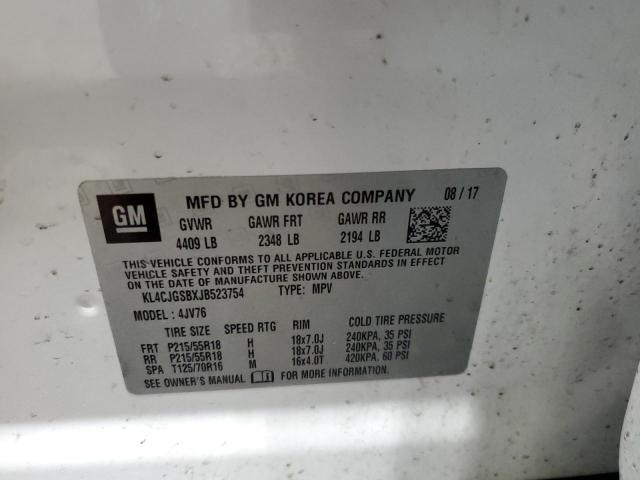 GM
MFD BY GM KOREA COMPANY 08 / 17
GVWR GAWR FRT GAWR RR
4409 LB 2348 LB 2194 LB
THIS VEHICLE CONFORMS TO ALL APPLICABLE U.S. FEDERAL MOTOR
VEHICLE SAFETY AND THEFT PREVENTION STANDARDS IN EFFECT
ON THE DATE OF MANUFACTURE SHOWN ABOVE.
KL4CJGSBXJB523754 TYPE: MPV
MODEL: 4JV76
TIRE SIZE SPEED RTG RIM COLD TIRE PRESSURE
FRT P215/55R18 H 18x7.0J 240KPA, 35 PSI
RR P215/55R18 H 18x7.0J 240KPA, 35 PSI
SPA T125/70R16 M 16x4.0T 420KPA, 60 PSI
SEE OWNER'S MANUAL FOR MORE INFORMATION.